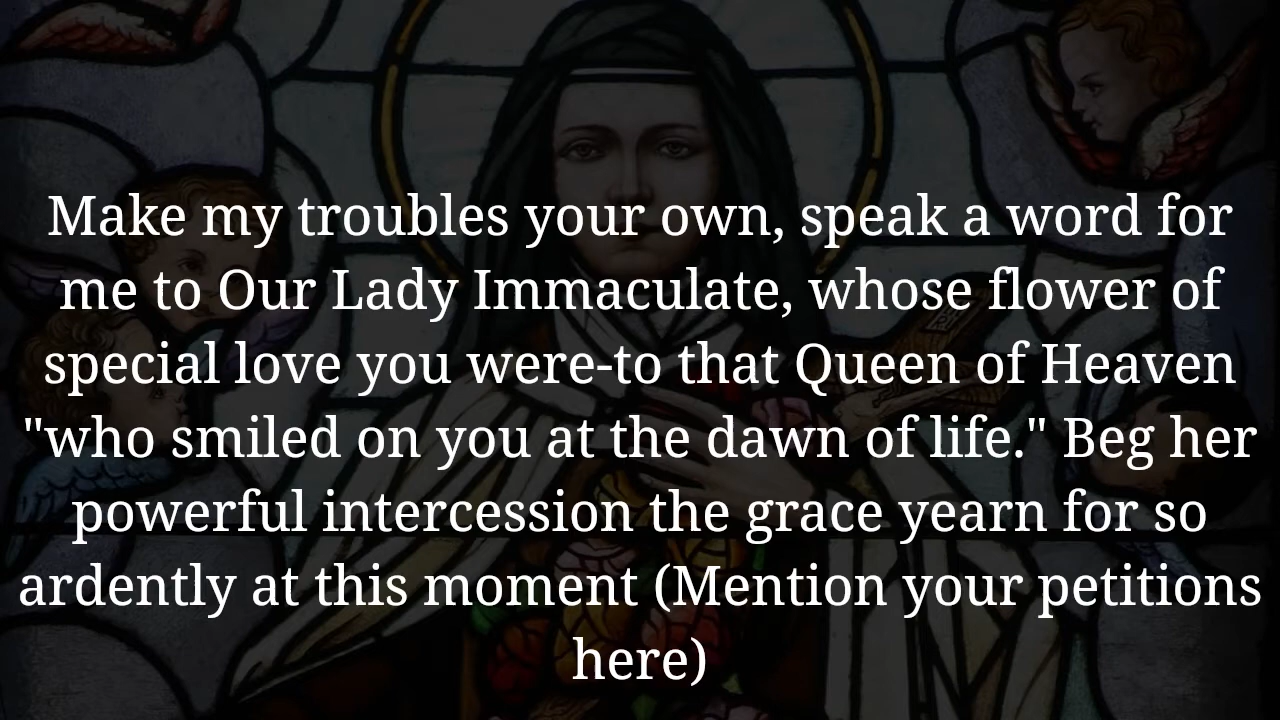 Make my troubles your own, speak a word for
me to Our Lady Immaculate, whose flower of
special love you were-to that Queen of Heaven
"who smiled on you at the dawn of life." Beg her
powerful intercession the grace yearn for so
ardently at this moment (Mention your petitions
here)